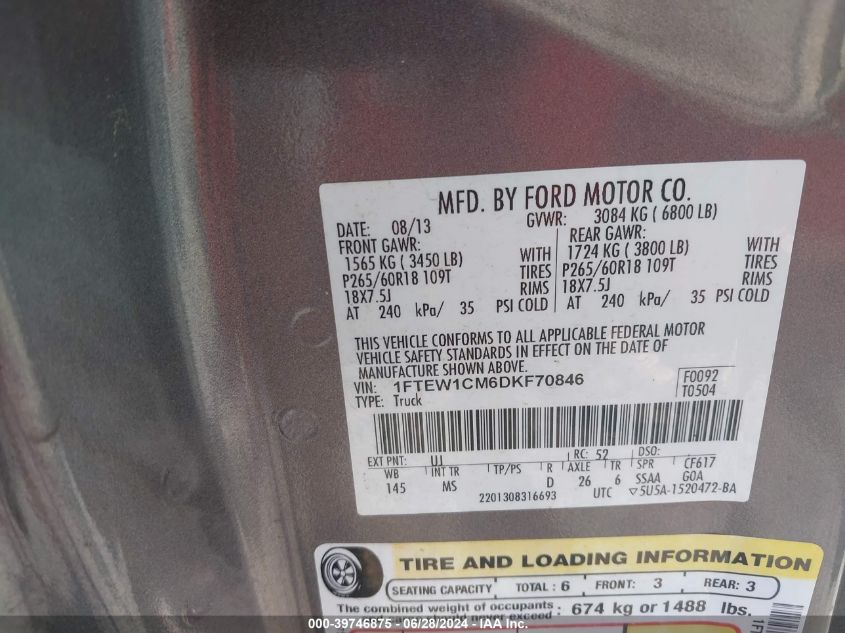 MFD. BY FORD MOTOR CO.
DATE: 08/13 GVWR: 3084 KG ( 6800 LB)
FRONT GAWR: REAR GAWR:
1565 KG ( 3450 LB) WITH 1724 KG ( 3800 LB) WITH
P265/60R18 109T TIRES P265/60R18 109T TIRES
18X7.5J RIMS 18X7.5J RIMS
AT 240 kPa/ 35 PSI COLD AT 240 kPa/ 35 PSI COLD
THIS VEHICLE CONFORMS TO ALL APPLICABLE FEDERAL MOTOR
VEHICLE SAFETY STANDARDS IN EFFECT ON THE DATE OF
MANUFACTURE SHOWN ABOVE.
VIN: 1FTEW1CM6DKF70846 F0092
TYPE: Truck T0504
EXT PNT: UJ RC: 52 DSO:
WB INT TR TP/PS R AXLE TR SPR CF617
145 MS D 26 6 SSAA GOA
2201308316693 UTC ▽5U5A-1520472-BA
TIRE AND LOADING INFORMATION
SEATING CAPACITY TOTAL : 6 FRONT: 3 REAR: 3
The combined weight of occupants 674 kg or 1488 lbs.
000-39746875 - 06/28/2024 - IAA Inc.